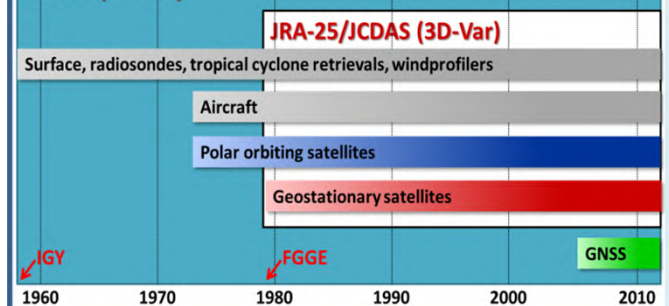 JRA-25/JCDAS (3D-Var)
Surface, radiosondes, tropical cyclone retrievals, windprofilers
Aircraft
Polar orbiting satellites
Geostationary satellites
GNSS
IGY
FGGE
1960 1970 1980 1990 2000 2010